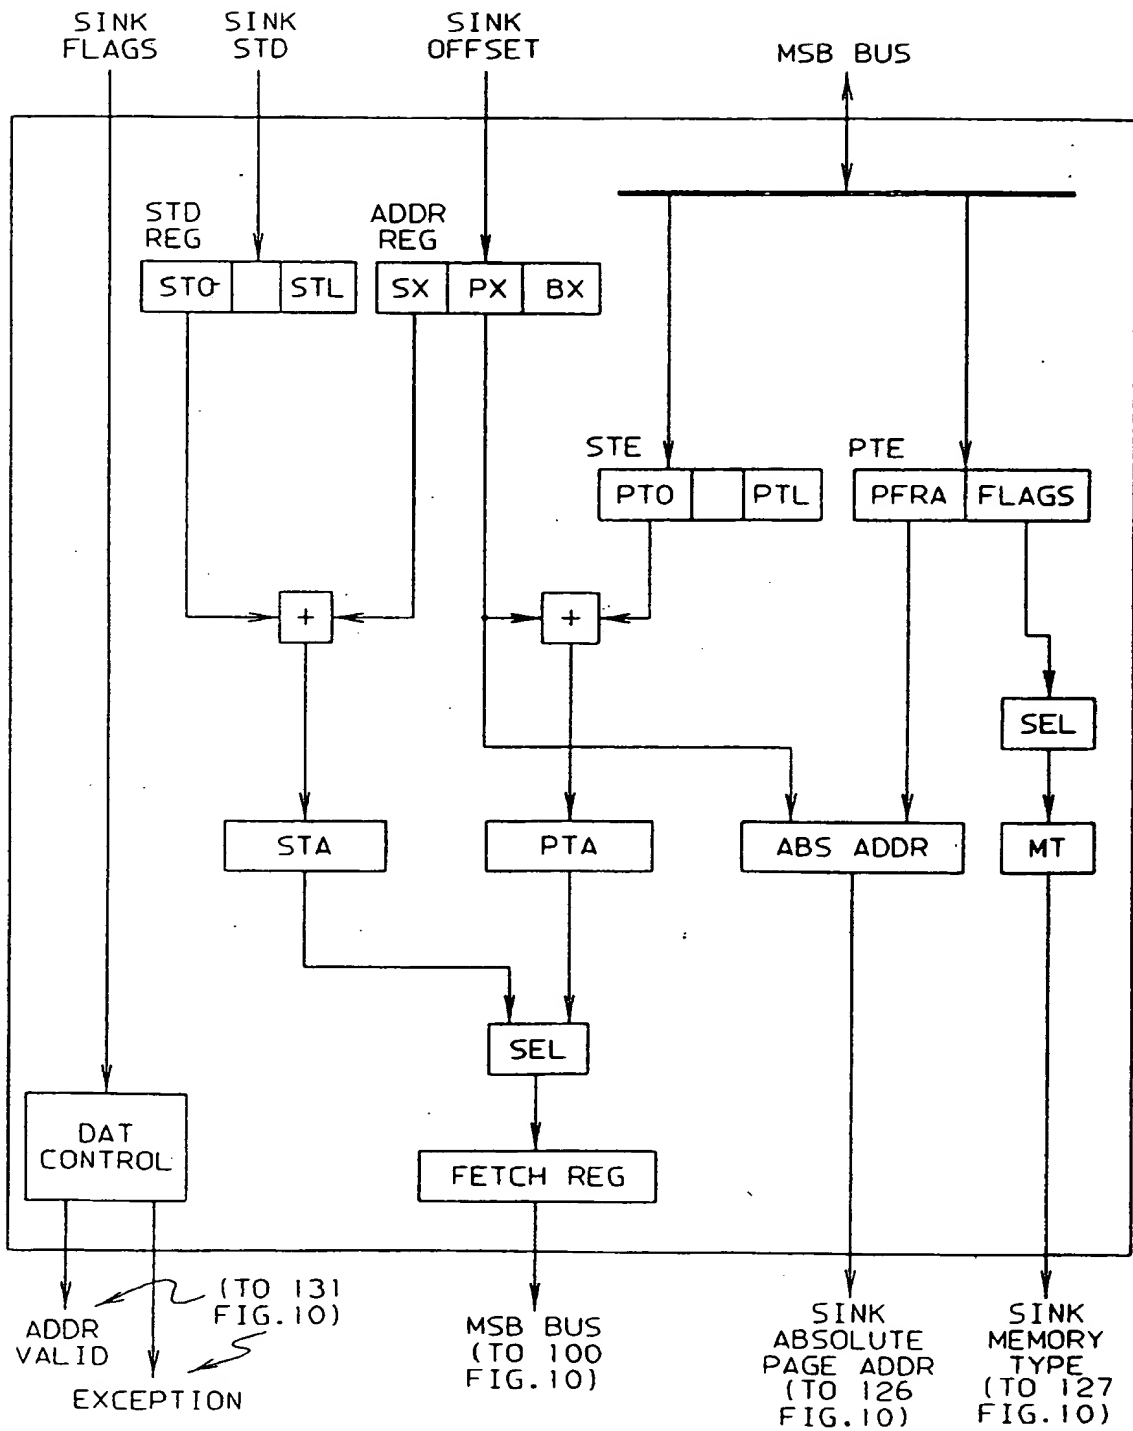 SINK FLAGS
SINK STD
SINK OFFSET
MSB BUS
STD REG
ADDR REG
STO STL
SX PX BX
STE
PTE
PTO PTL
PFRA FLAGS
+
+
SEL
STA
PTA
ABS ADDR
MT
SEL
DAT CONTROL
FETCH REG
(TO 131 FIG.10)
ADDR VALID
EXCEPTION
MSB BUS (TO 100 FIG.10)
SINK ABSOLUTE PAGE ADDR (TO 126 FIG.10)
SINK MEMORY TYPE (TO 127 FIG.10)